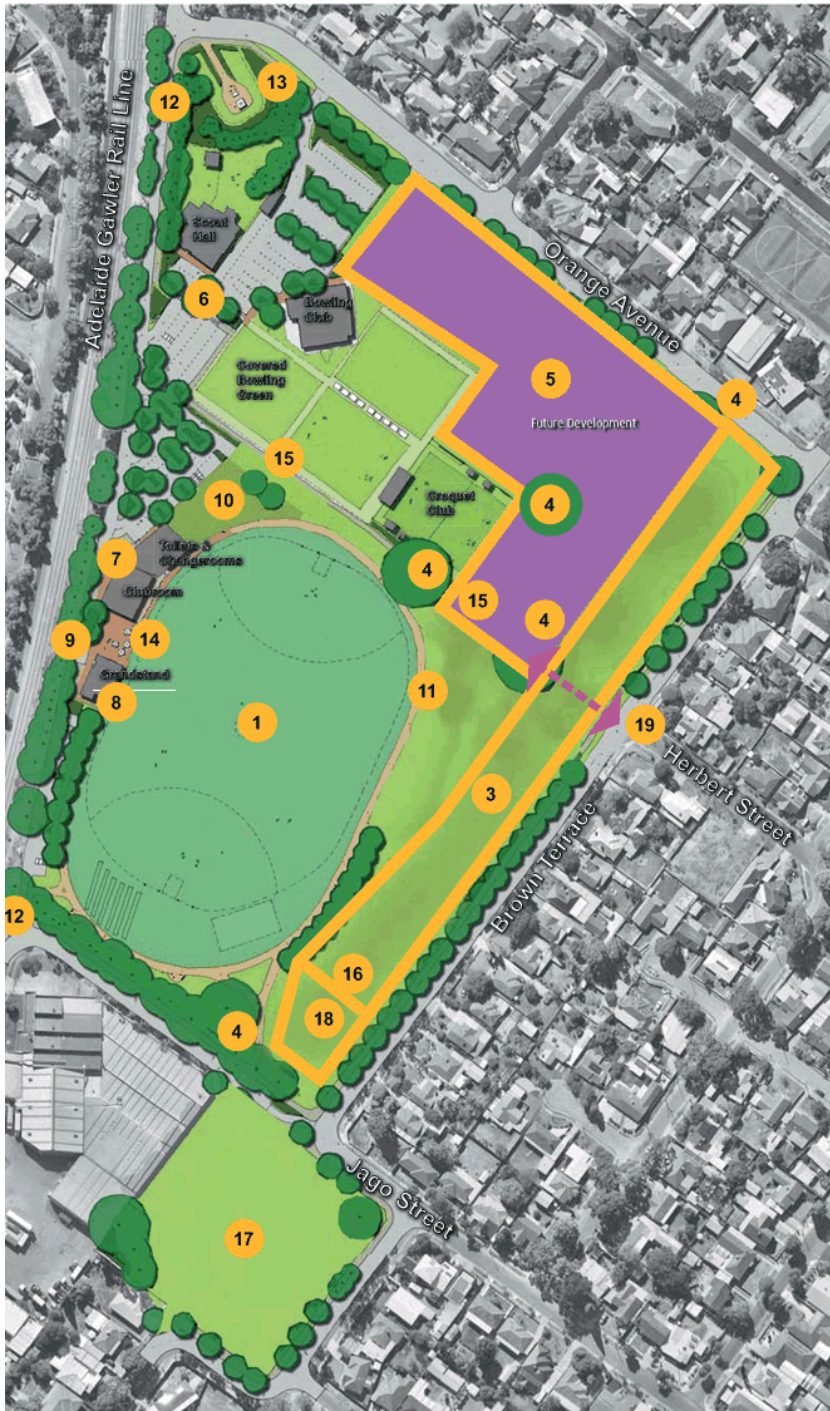 13
12
Adelaide Gawler Rail Line
Scout
Hall
Orange Avenue
6
Bowling
Club
5
Covered
Bowling
Green
4
Future Development
15
10
Croquet
Club
4
7
Toilets &
Changerooms
4
Clubroom
15
4
9
14
Grandstand
11
8
1
19
Herbert Street
3
Brown Terrace
12
16
18
4
Jago Street
17